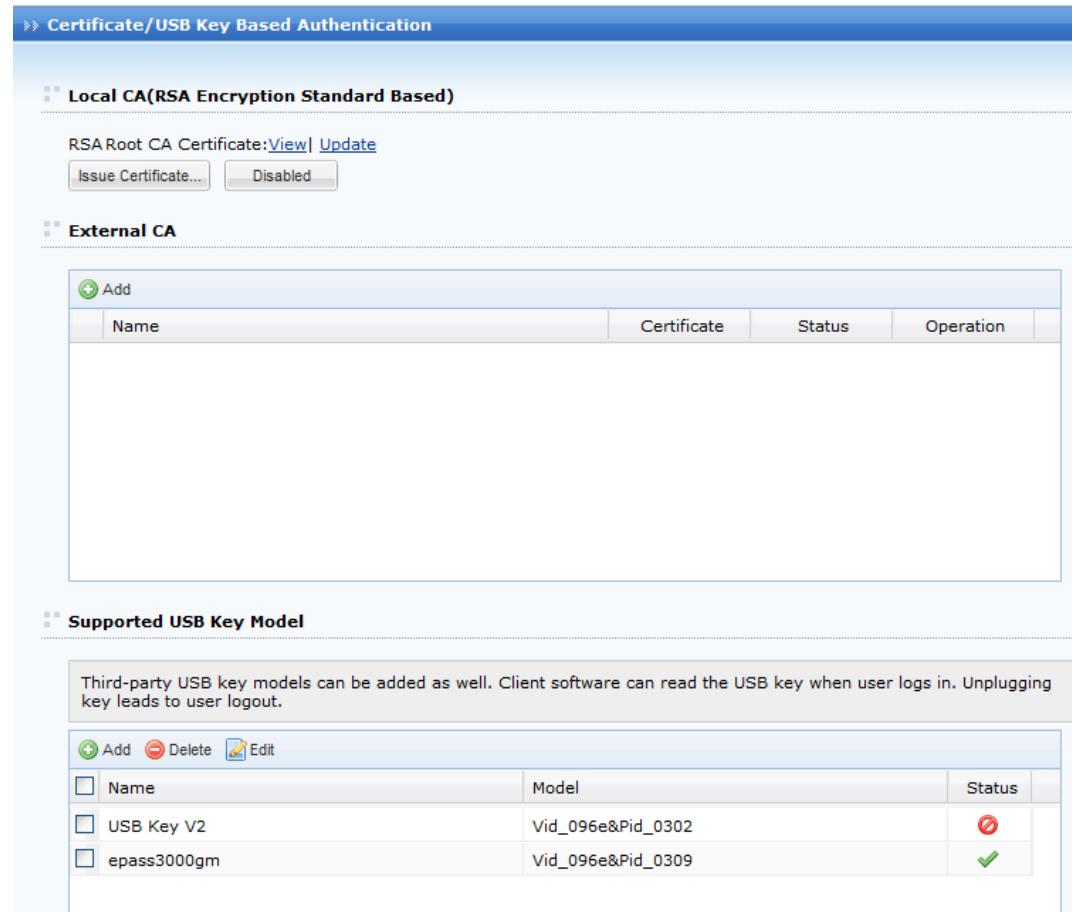 Certificate/USB Key Based Authentication
Local CA(RSA Encryption Standard Based)
RSA Root CA Certificate:View| Update
Issue Certificate... Disabled
External CA
Add
Name Certificate Status Operation
Supported USB Key Model
Third-party USB key models can be added as well. Client software can read the USB key when user logs in. Unplugging
key leads to user logout.
Add Delete Edit
Name Model Status
USB Key V2 Vid_096e&Pid_0302
epass3000gm Vid_096e&Pid_0309